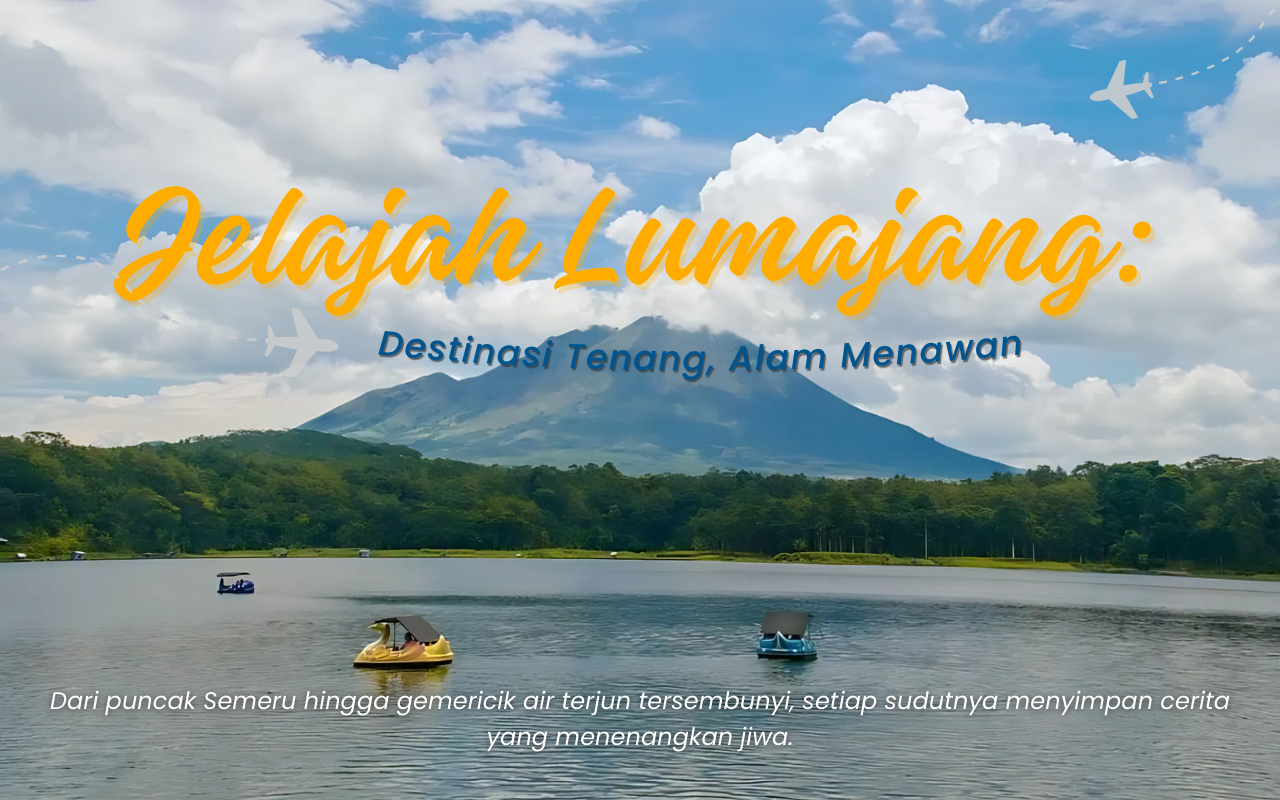 Jelajah Lumajang:
Destinasi Tenang, Alam Menawan
Dari puncak Semeru hingga gemericik air terjun tersembunyi, setiap sudutnya menyimpan cerita
yang menenangkan jiwa.